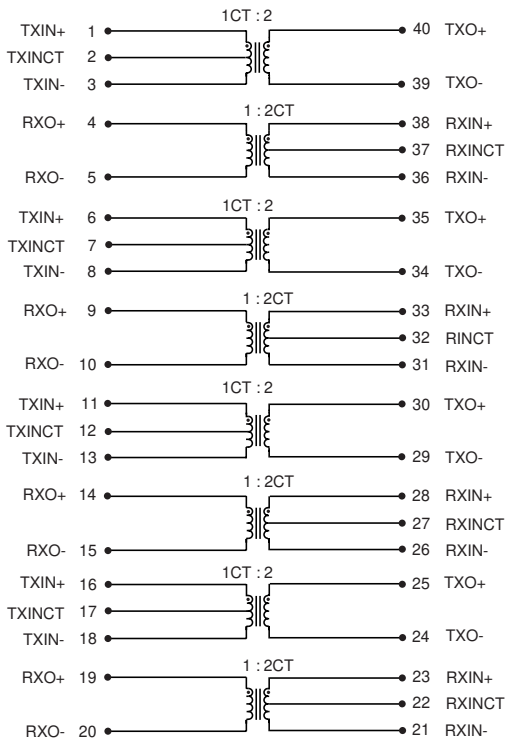 1CT : 2
TXIN+ 1 40 TXO+
TXINCT 2
TXIN- 3 39 TXO-
1 : 2CT
RXO+ 4 38 RXIN+
37 RXINCT
RXO- 5 36 RXIN-
1CT : 2
TXIN+ 6 35 TXO+
TXINCT 7
TXIN- 8 34 TXO-
1 : 2CT
RXO+ 9 33 RXIN+
32 RINCT
RXO- 10 31 RXIN-
1CT : 2
TXIN+ 11 30 TXO+
TXINCT 12
TXIN- 13 29 TXO-
1 : 2CT
RXO+ 14 28 RXIN+
27 RXINCT
RXO- 15 26 RXIN-
1CT : 2
TXIN+ 16 25 TXO+
TXINCT 17
TXIN- 18 24 TXO-
1 : 2CT
RXO+ 19 23 RXIN+
22 RXINCT
RXO- 20 21 RXIN-